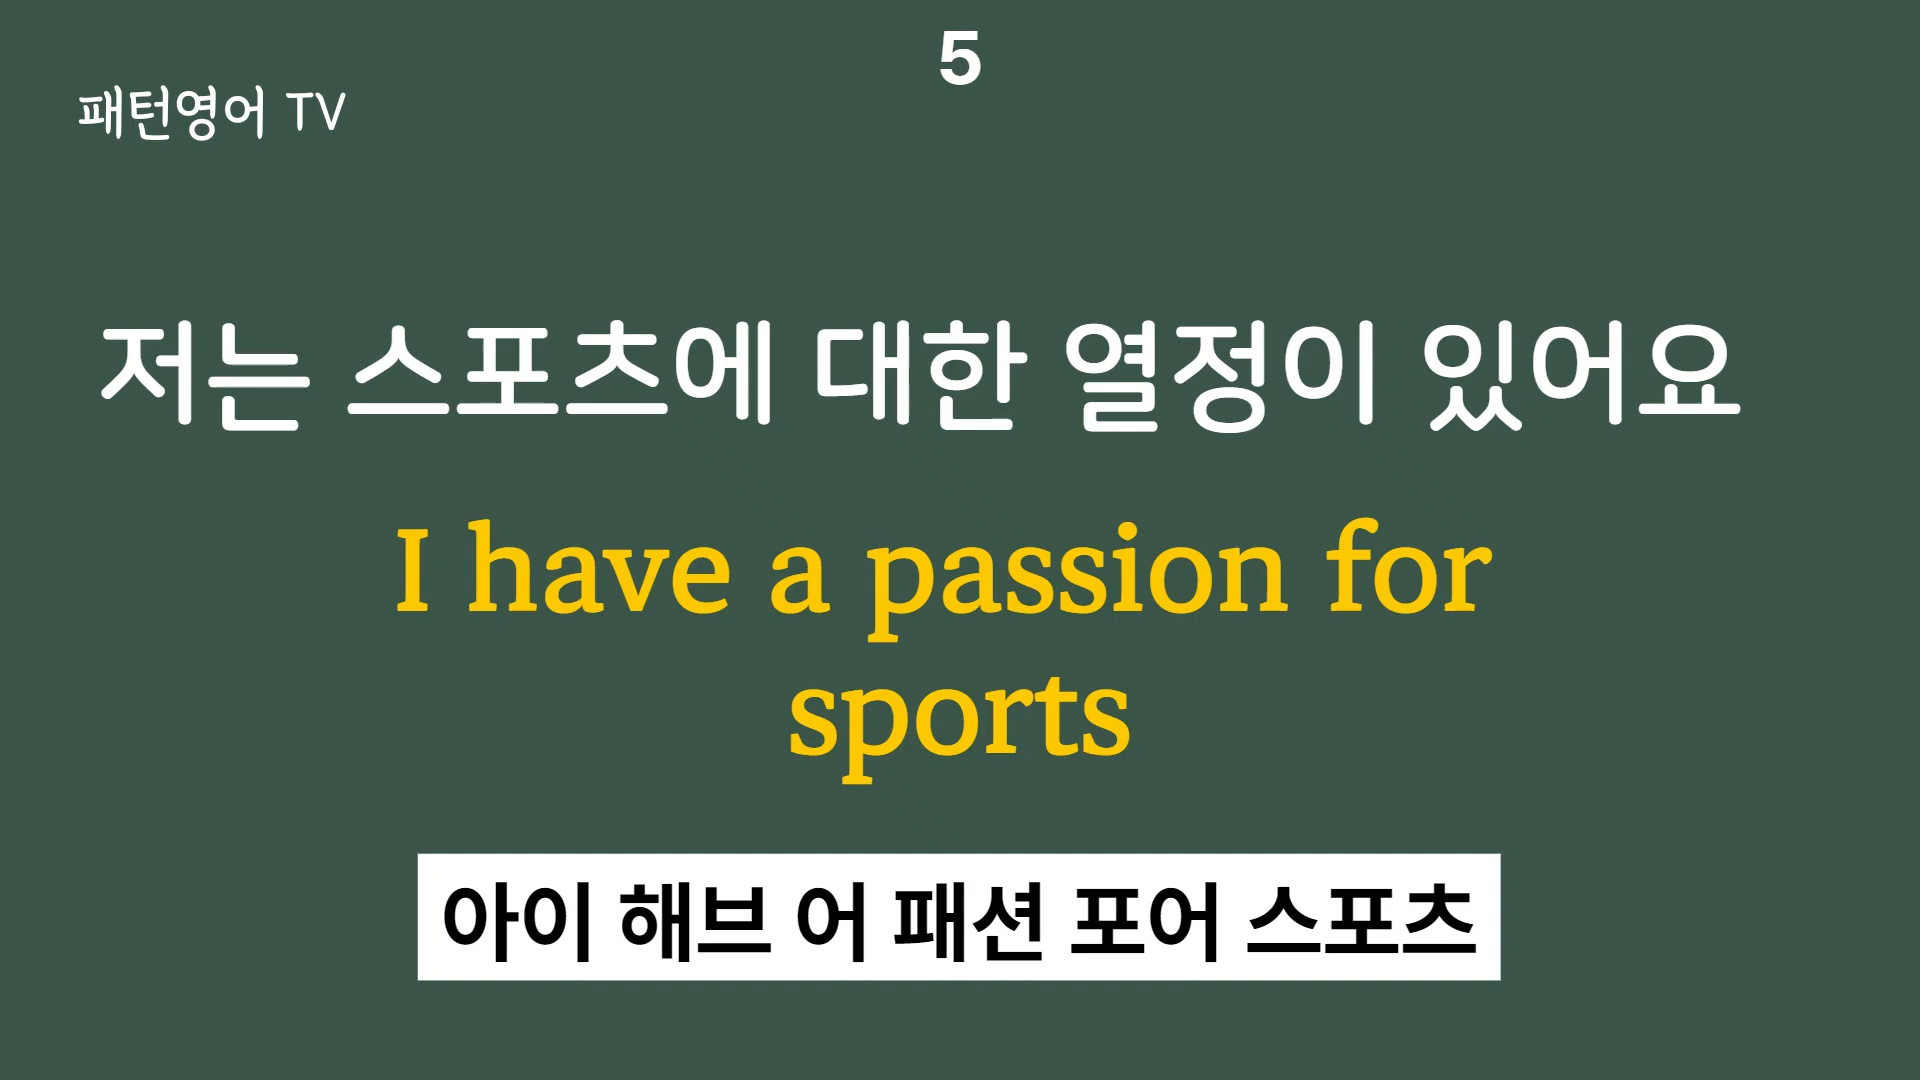 5
패턴영어 TV
저는 스포츠에 대한 열정이 있어요
I have a passion for
sports
아이 해브 어 패션 포어 스포츠